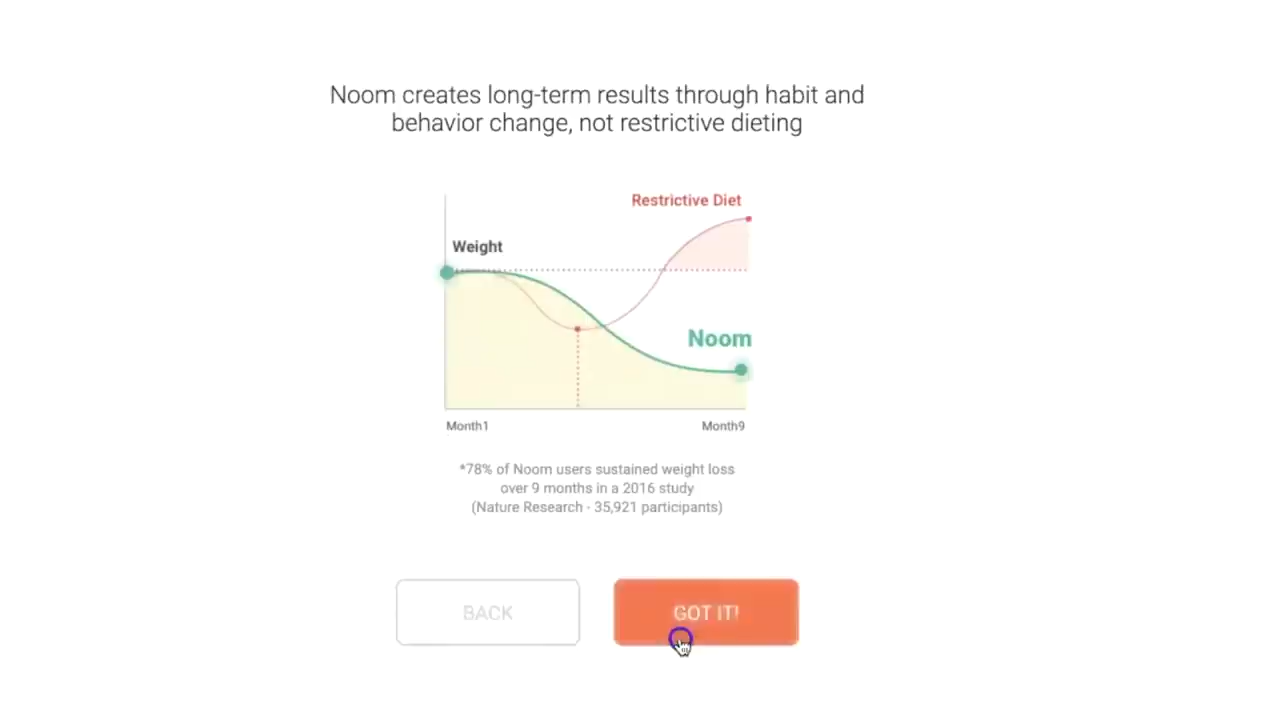 Noom creates long-term results through habit and
behavior change, not restrictive dieting
Restrictive Diet
Weight
Noom
Month1
Month9
*78% of Noom users sustained weight loss
over 9 months in a 2016 study
(Nature Research - 35,921 participants)
BACK
GOT IT!